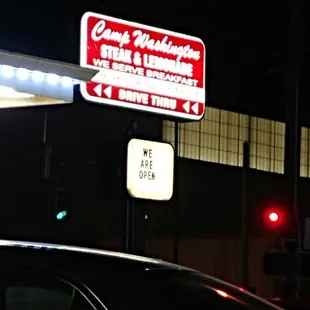 Camp Washington
STEAK & LEMONADE
WE SERVE BREAKFAST
DRIVE THRU
WE
ARE
OPEN